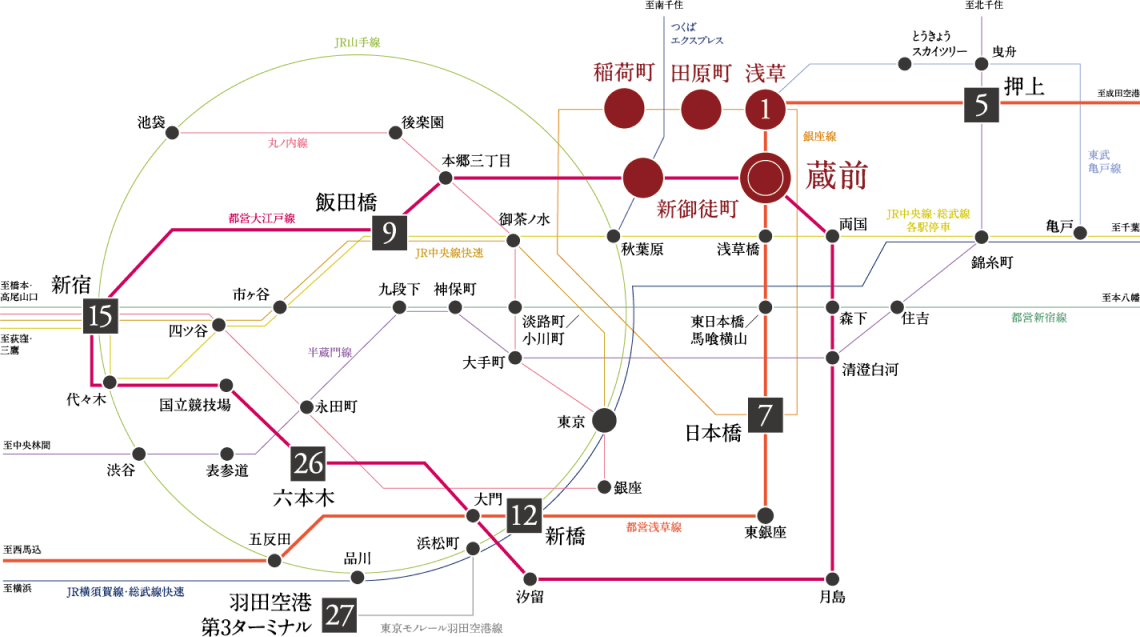 至南千住
至北千住
つくば
エクスプレス
とうきょう
スカイツリー
曳舟
JR山手線
稲荷町
田原町
浅草
1
5
押上
至成田空港
池袋
丸ノ内線
後楽園
銀座線
本郷三丁目
東武
亀戸線
蔵前
飯田橋
9
新御徒町
都営大江戸線
御茶ノ水
JR中央線快速
秋葉原
浅草橋
両国
JR中央線・総武線
各駅停車
亀戸
至千葉
錦糸町
新宿
15
至橋本・
高尾山口
市ヶ谷
九段下
神保町
至本八幡
四ツ谷
淡路町
小川町
東日本橋
馬喰横山
森下
住吉
都営新宿線
至荻窪・
三鷹
半蔵門線
大手町
清澄白河
代々木
国立競技場
永田町
東京
7
日本橋
至中央林間
渋谷
表参道
26
六本木
銀座
大門
12
新橋
都営浅草線
東銀座
五反田
浜松町
至西馬込
品川
至横浜
JR横須賀線・総武線快速
汐留
月島
羽田空港
第3ターミナル
27
東京モノレール羽田空港線